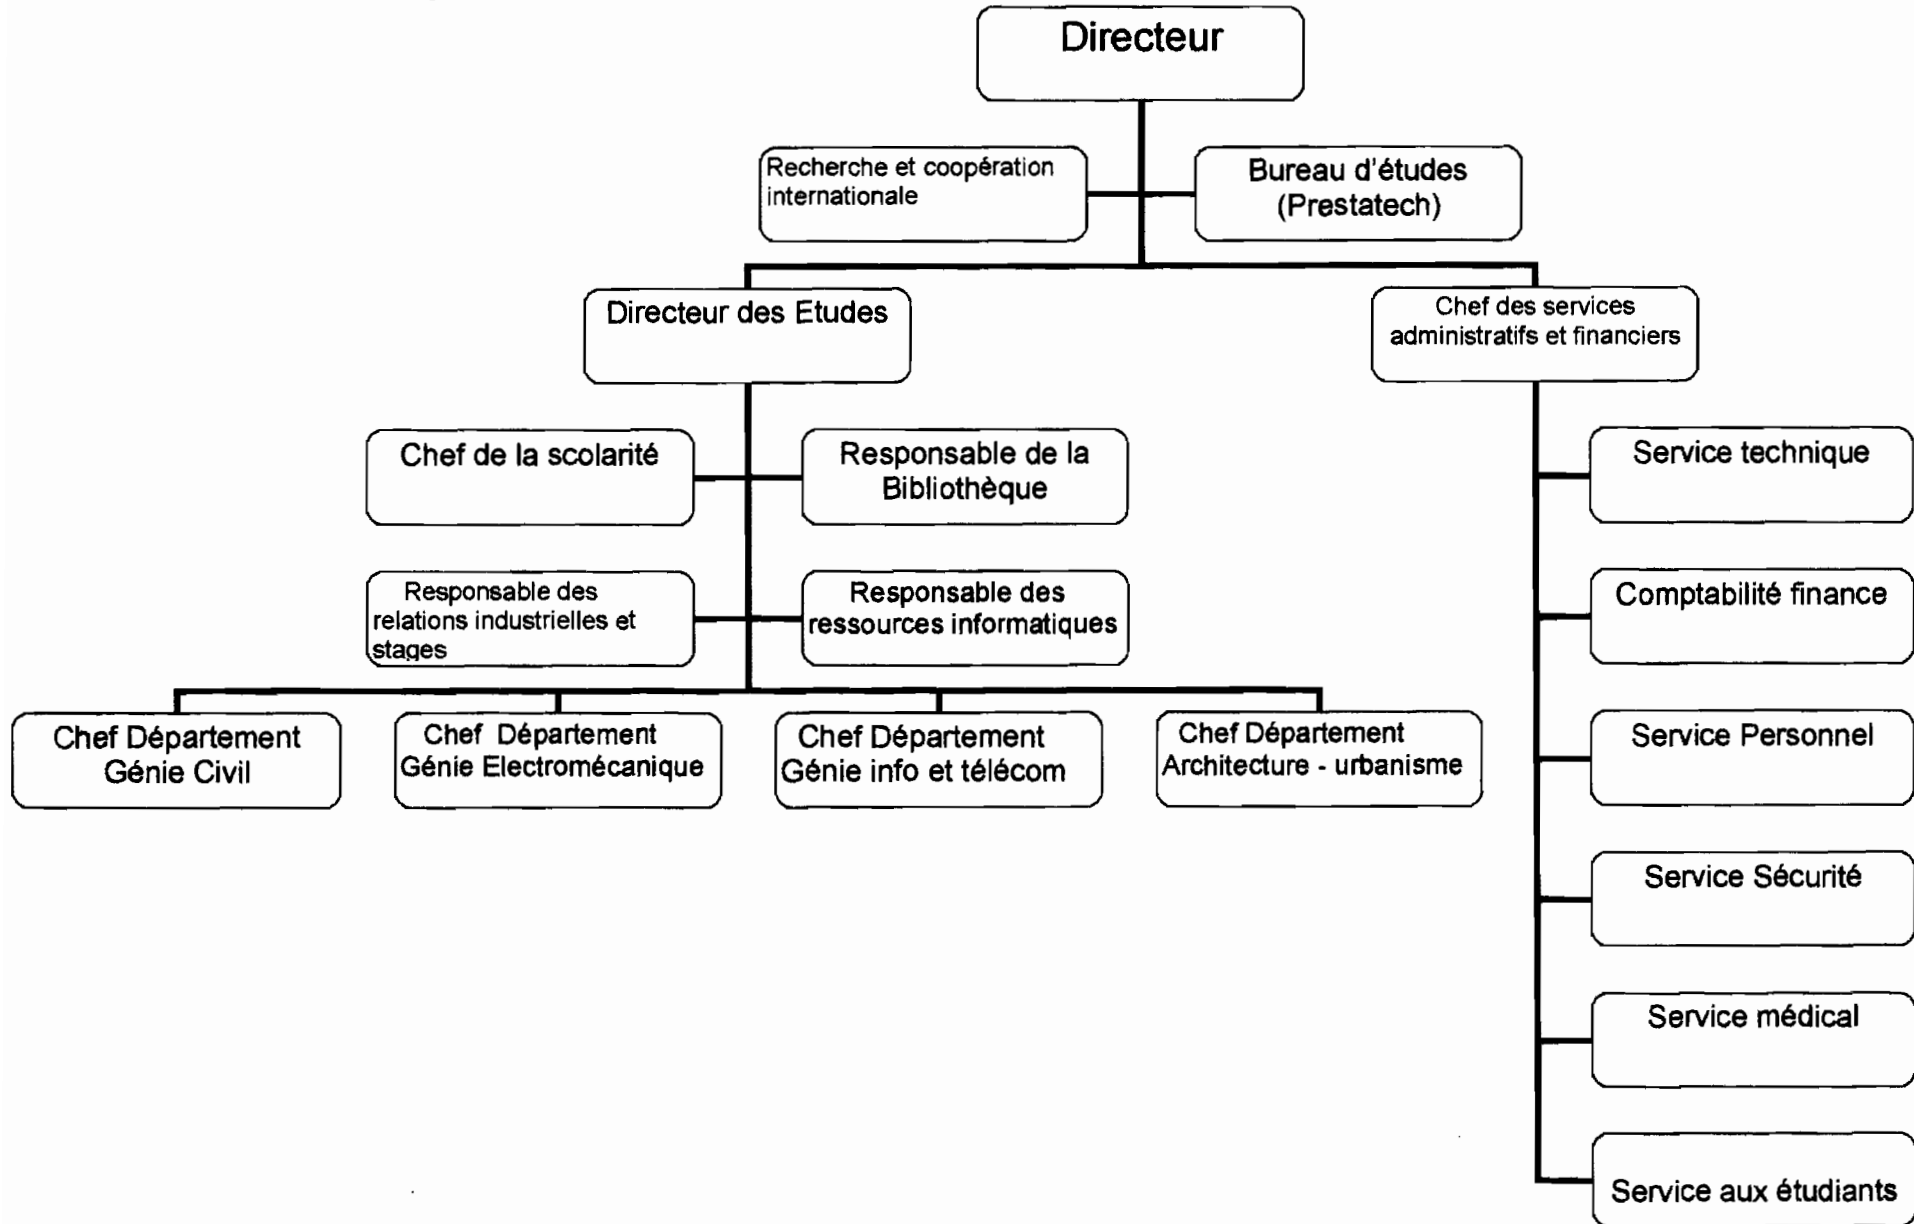 Directeur
Recherche et coopération
internationale
Bureau d'études
(Prestatech)
Directeur des Etudes
Chef des services
administratifs et financiers
Chef de la scolarité
Responsable de la
Bibliothèque
Service technique
Responsable des
relations industrielles et
stages
Responsable des
ressources informatiques
Comptabilité finance
Chef Département
Génie Civil
Chef Département
Génie Electromécanique
Chef Département
Génie info et télécom
Chef Département
Architecture - urbanisme
Service Personnel
Service Sécurité
Service médical
Service aux étudiants